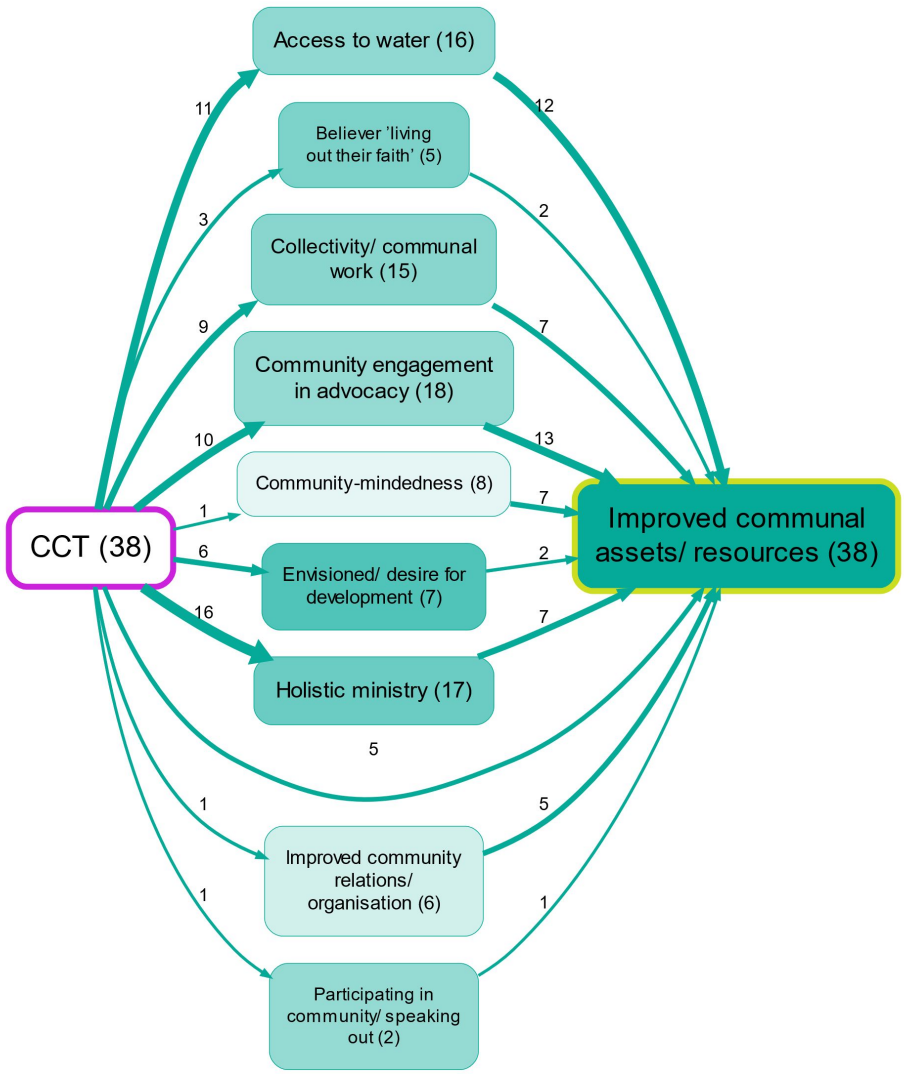 Access to water (16)
11
12
Believer 'living
out their faith' (5)
3
2
Collectivity/ communal
work (15)
9
7
Community engagement
in advocacy (18)
10
13
Community-mindedness (8)
1
7
CCT (38)
Improved communal
assets/ resources (38)
6
2
Envisioned/ desire for
development (7)
16
7
Holistic ministry (17)
5
1
5
Improved community
relations/
organisation (6)
1
1
Participating in
community/ speaking
out (2)